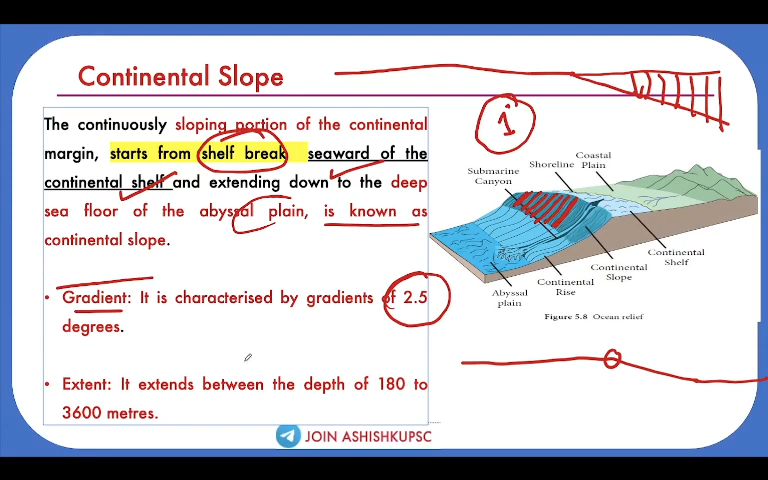 Continental Slope
The continuously sloping portion of the continental
margin, starts from shelf break seaward of the
continental shelf and extending down to the deep
sea floor of the abyssal plain, is known as
continental slope.
• Gradient: It is characterised by gradients of 2.5
degrees.
• Extent: It extends between the depth of 180 to
3600 metres.
Coastal
Plain
Shoreline
Submarine
Canyon
Continental
Shelf
Continental
Slope
Continental
Rise
Abyssal
plain
Figure 5.8 Ocean relief
JOIN ASHISHKUPSC